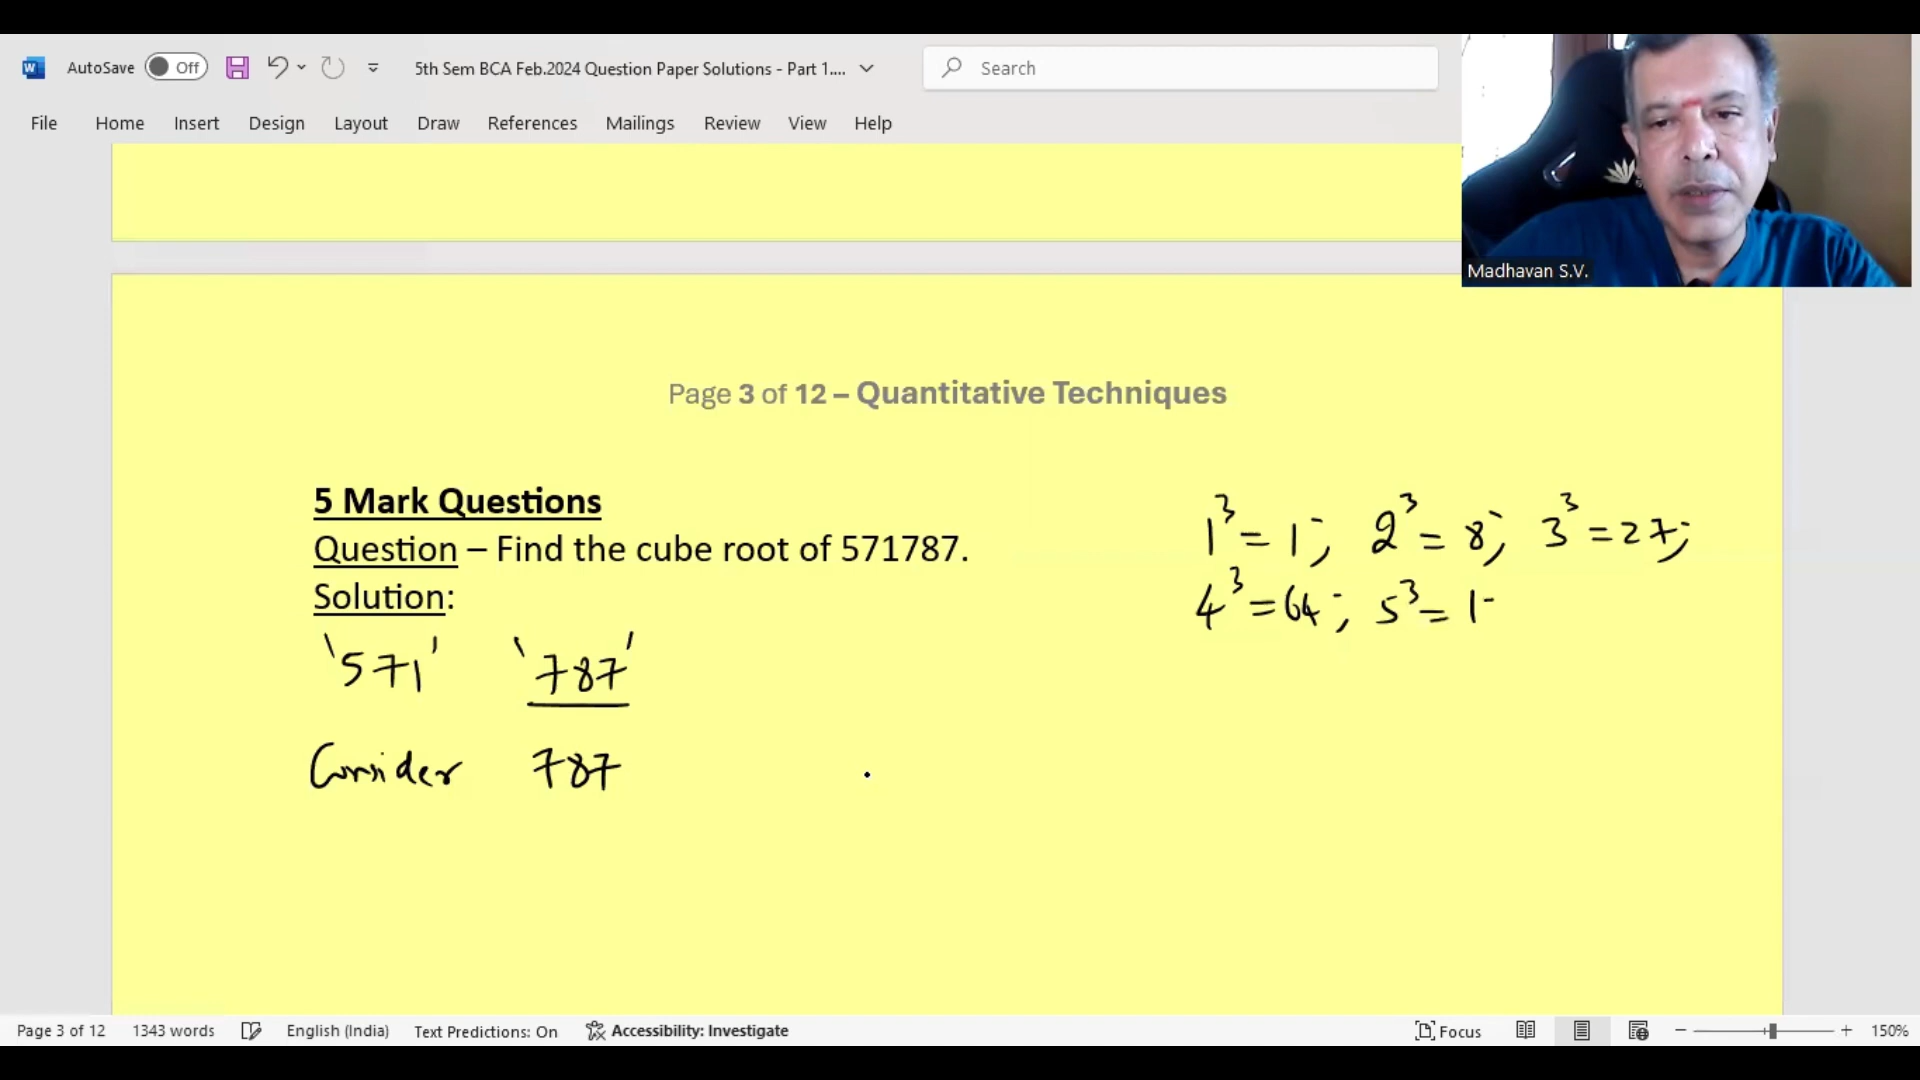 AutoSave Off 5th Sem BCA Feb.2024 Question Paper Solutions - Part 1.... Search
File Home Insert Design Layout Draw References Mailings Review View Help
Madhavan S.V.
Page 3 of 12 – Quantitative Techniques
5 Mark Questions
Question – Find the cube root of 571787.
Solution:
'571' '787'
Consider 787
1³ = 1; 2³ = 8; 3³ = 27;
4³ = 64; 5³ = 1
Page 3 of 12 1343 words English (India) Text Predictions: On Accessibility: Investigate Focus 150%